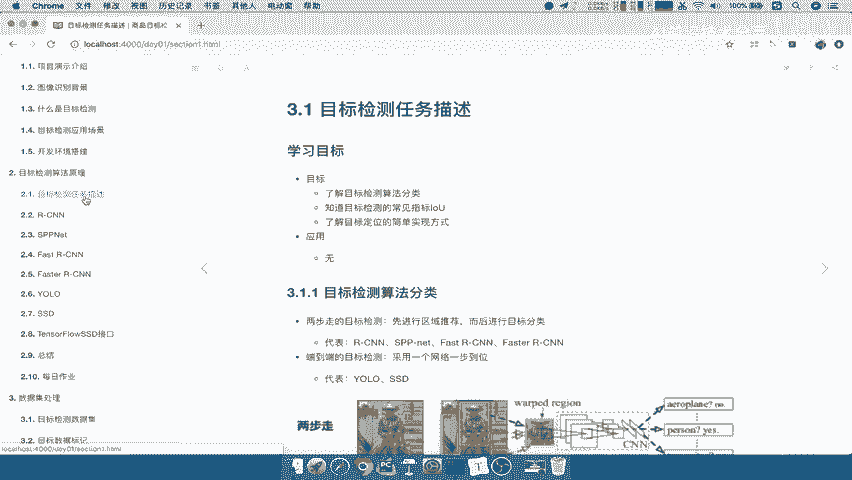 Chrome 文件 修改 视图 历史记录 书签 人员 电动窗 帮助
100%
目标检测任务描述 | 商品目标IC
localhost:4000/day01/section1.html
1.1. 项目演示介绍
1.2. 图像识别背景
1.3. 什么是目标检测
1.4. 目标检测应用场景
1.5. 开发环境搭建
2. 目标检测算法原理
2.1. 目标检测任务描述
2.2. R-CNN
2.3. SPPNet
2.4. Fast R-CNN
2.5. Faster R-CNN
2.6. YOLO
2.7. SSD
2.8. TensorFlowSSD接口
2.9. 总结
2.10. 每日作业
3. 数据集处理
3.1. 目标检测数据集
3.2. 目标数据标记
localhost:4000/day01/section1.html
3.1 目标检测任务描述
学习目标
目标
了解目标检测算法分类
知道目标检测的常见指标IoU
了解目标定位的简单实现方式
应用
无
3.1.1 目标检测算法分类
两步走的目标检测：先进行区域推荐，而后进行目标分类
代表：R-CNN、SPP-net、Fast R-CNN、Faster R-CNN
端到端的目标检测：采用一个网络一步到位
代表：YOLO、SSD
两步走
warped region
CNN
aeroplane? no.
person? yes.